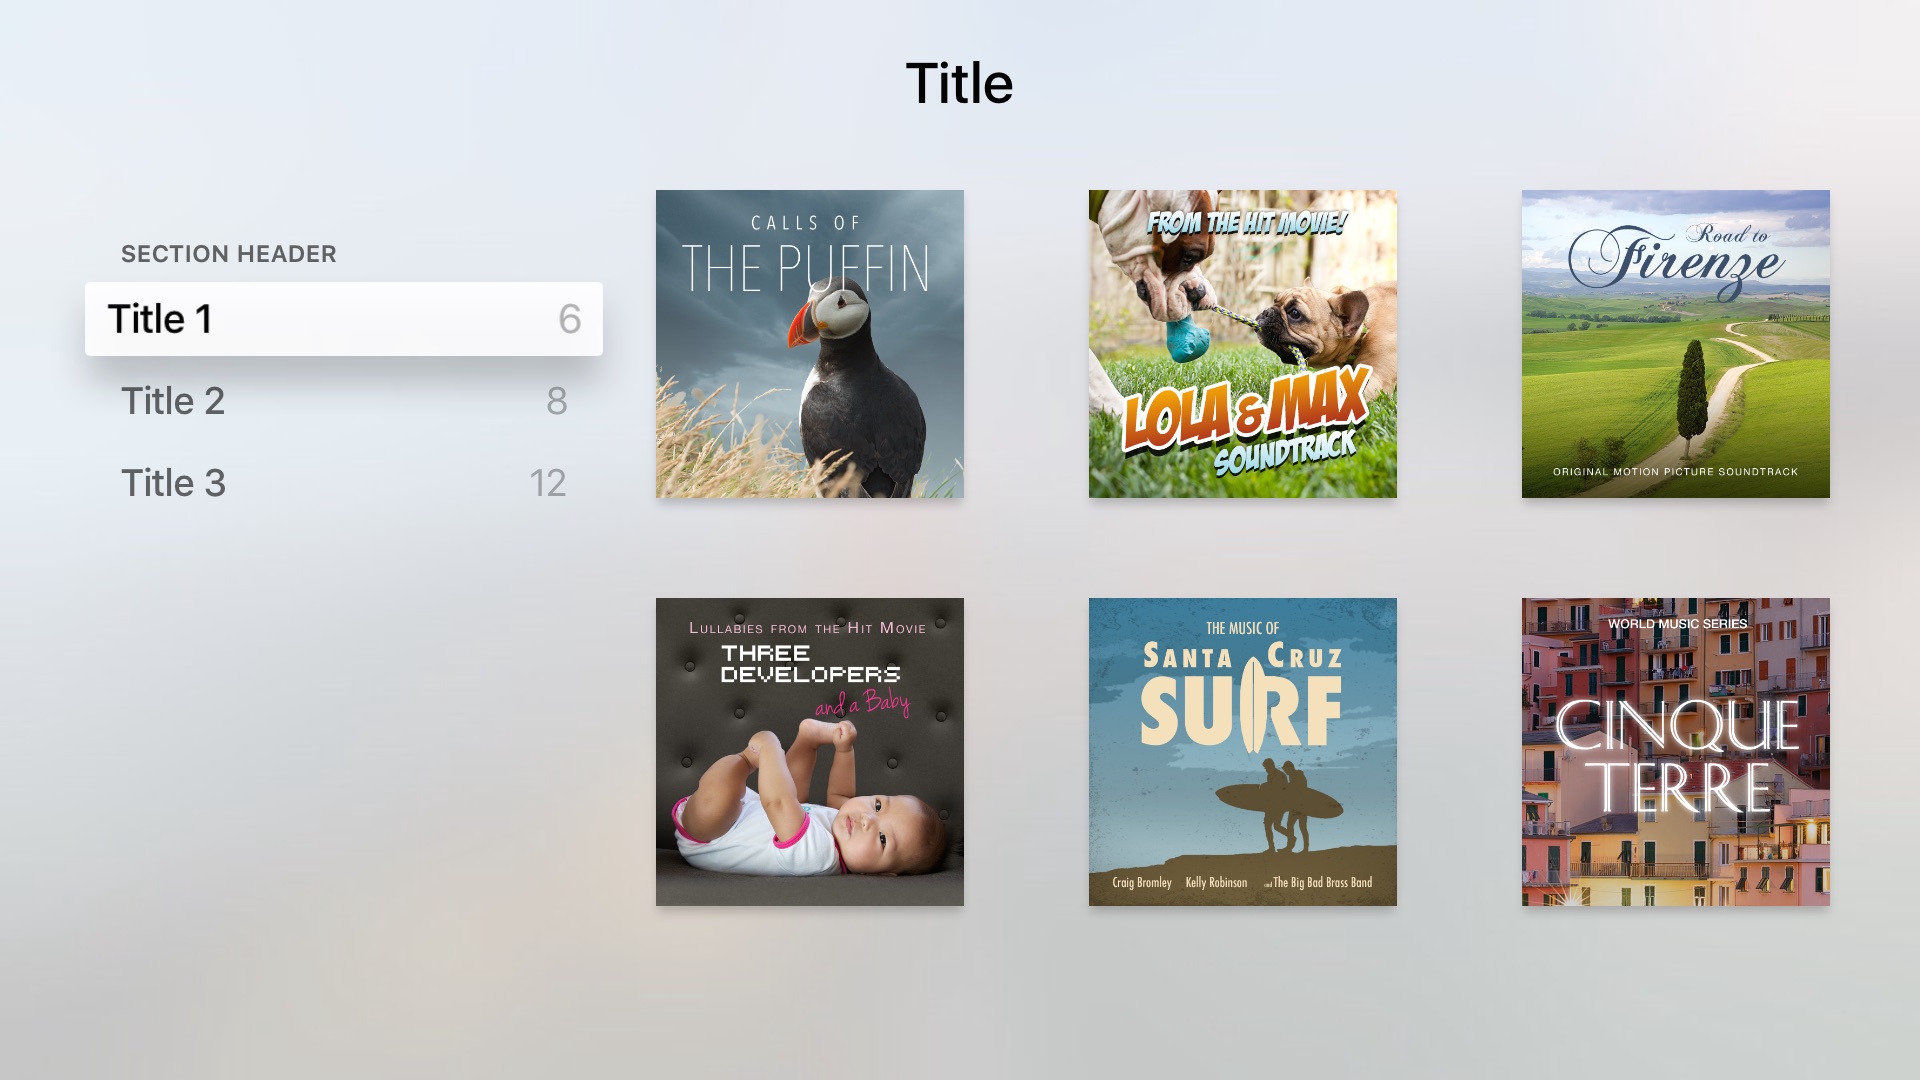 Title
SECTION HEADER
Title 1 6
Title 2 8
Title 3 12
CALLS OF
THE PUFFIN
FROM THE HIT MOVIE!
LOLA & MAX
SOUNDTRACK
Road to
Firenze
ORIGINAL MOTION PICTURE SOUNDTRACK
LULLABIES FROM THE HIT MOVIE
THREE
DEVELOPERS
and a Baby
THE MUSIC OF
SANTA CRUZ
SURF
Craig Bromley Kelly Robinson and The Big Bad Brass Band
WORLD MUSIC SERIES
CINQUE
TERRE